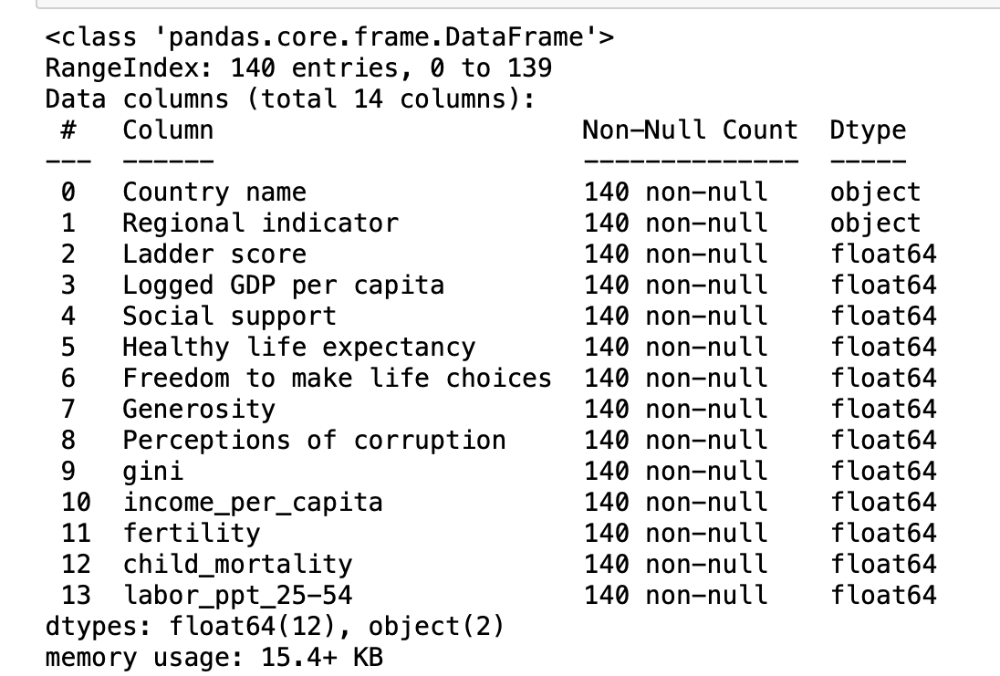 <class 'pandas.core.frame.DataFrame'>
RangeIndex: 140 entries, 0 to 139
Data columns (total 14 columns):
 #   Column                        Non-Null Count  Dtype
---  ------                        --------------  -----
 0   Country name                  140 non-null    object
 1   Regional indicator            140 non-null    object
 2   Ladder score                  140 non-null    float64
 3   Logged GDP per capita         140 non-null    float64
 4   Social support                140 non-null    float64
 5   Healthy life expectancy       140 non-null    float64
 6   Freedom to make life choices  140 non-null    float64
 7   Generosity                    140 non-null    float64
 8   Perceptions of corruption     140 non-null    float64
 9   gini                          140 non-null    float64
 10  income_per_capita             140 non-null    float64
 11  fertility                     140 non-null    float64
 12  child_mortality               140 non-null    float64
 13  labor_ppt_25-54               140 non-null    float64
dtypes: float64(12), object(2)
memory usage: 15.4+ KB